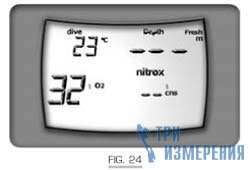 dive Depth Fresh
23 °C _ _ _ m
nitrox
32 O2 _ _ cns
ТРИ
ИЗМЕРЕНИЯ
FIG. 24